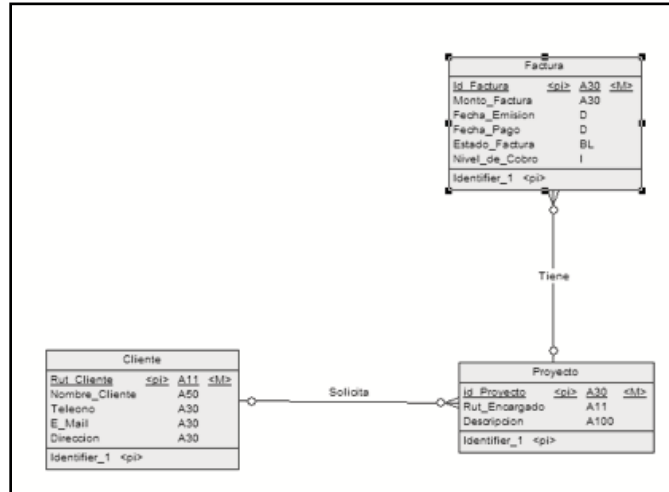 Factura
Id_Factura <pi> A30 <M>
Monto_Factura A30
Fecha_Emision D
Fecha_Pago D
Estado_Factura BL
Nivel_de_Cobro I
Identifier_1 <pi>
Tiene
Cliente
Rut_Cliente <pi> A11 <M>
Nombre_Cliente A50
Teleono A30
E_Mail A30
Direccion A30
Identifier_1 <pi>
Solicita
Proyecto
id_Proyecto <pi> A30 <M>
Rut_Encargado A11
Descripcion A100
Identifier_1 <pi>